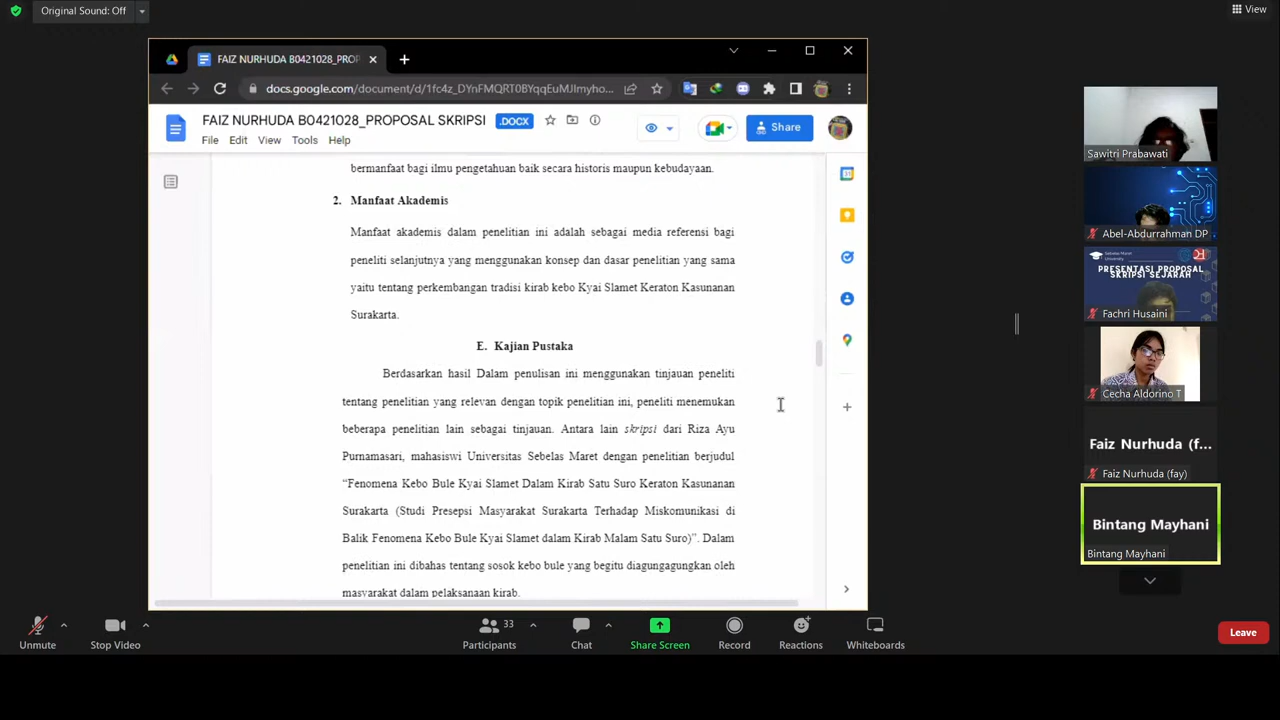 Original Sound: Off
View
FAIZ NURHUDA B0421028_PROP
docs.google.com/document/d/1fc4z_DYnFMQRT0BYqqEuMJlmyho...
FAIZ NURHUDA B0421028_PROPOSAL SKRIPSI
.DOCX
File Edit View Tools Help
Share
bermanfaat bagi ilmu pengetahuan baik secara historis maupun kebudayaan.
2. Manfaat Akademis
Manfaat akademis dalam penelitian ini adalah sebagai media referensi bagi
peneliti selanjutnya yang menggunakan konsep dan dasar penelitian yang sama
yaitu tentang perkembangan tradisi kirab kebo Kyai Slamet Keraton Kasunanan
Surakarta.
E. Kajian Pustaka
Berdasarkan hasil Dalam penulisan ini menggunakan tinjauan peneliti
tentang penelitian yang relevan dengan topik penelitian ini, peneliti menemukan
beberapa penelitian lain sebagai tinjauan. Antara lain skripsi dari Riza Ayu
Purnamasari, mahasiswi Universitas Sebelas Maret dengan penelitian berjudul
“Fenomena Kebo Bule Kyai Slamet Dalam Kirab Satu Suro Keraton Kasunanan
Surakarta (Studi Presepsi Masyarakat Surakarta Terhadap Miskomunikasi di
Balik Fenomena Kebo Bule Kyai Slamet dalam Kirab Malam Satu Suro)”. Dalam
penelitian ini dibahas tentang sosok kebo bule yang begitu diagungagungkan oleh
masyarakat dalam pelaksanaan kirab.
Sawitri Prabawati
Abel-Abdurrahman DP
Sebelas Maret
University
PRESENTASI PROPOSAL
SKRIPSI SEJARAH
Fachri Husaini
Cecha Aldorino T
Faiz Nurhuda (f...
Faiz Nurhuda (fay)
Bintang Mayhani
Bintang Mayhani
Unmute
Stop Video
33
Participants
Chat
Share Screen
Record
Reactions
Whiteboards
Leave